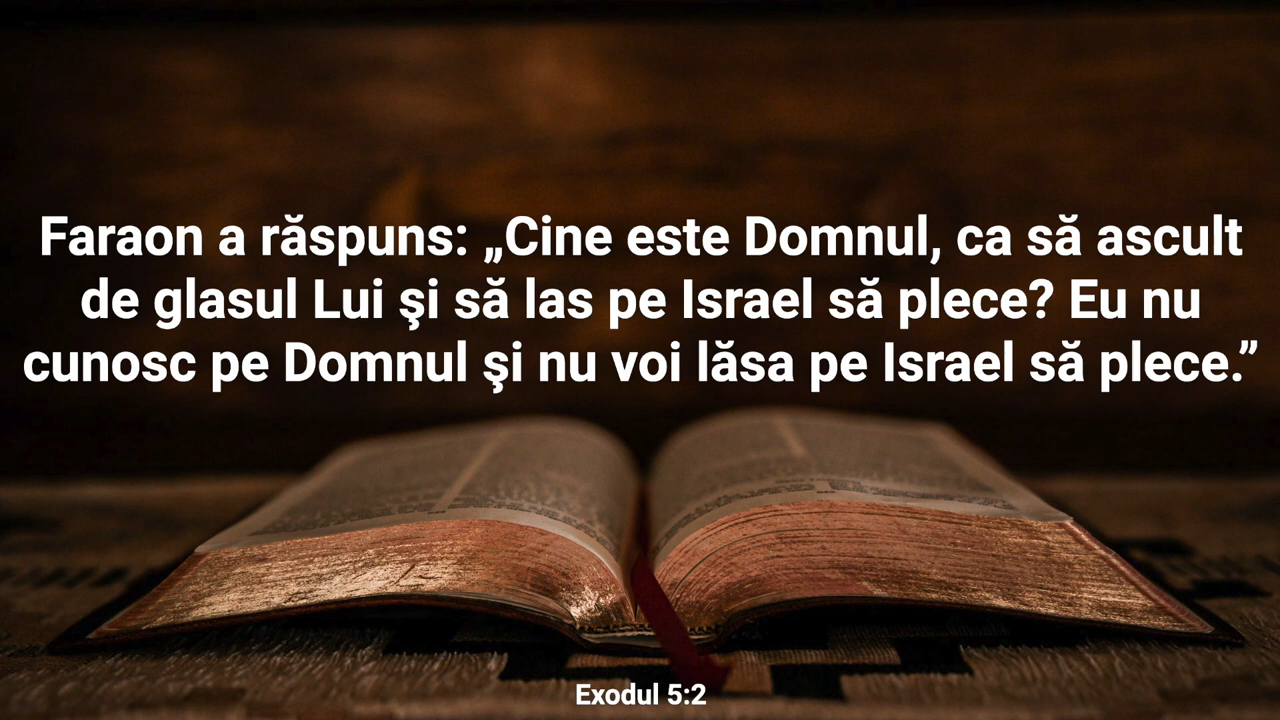 Faraon a răspuns: „Cine este Domnul, ca să ascult
de glasul Lui şi să las pe Israel să plece? Eu nu
cunosc pe Domnul şi nu voi lăsa pe Israel să plece.”
Exodul 5:2